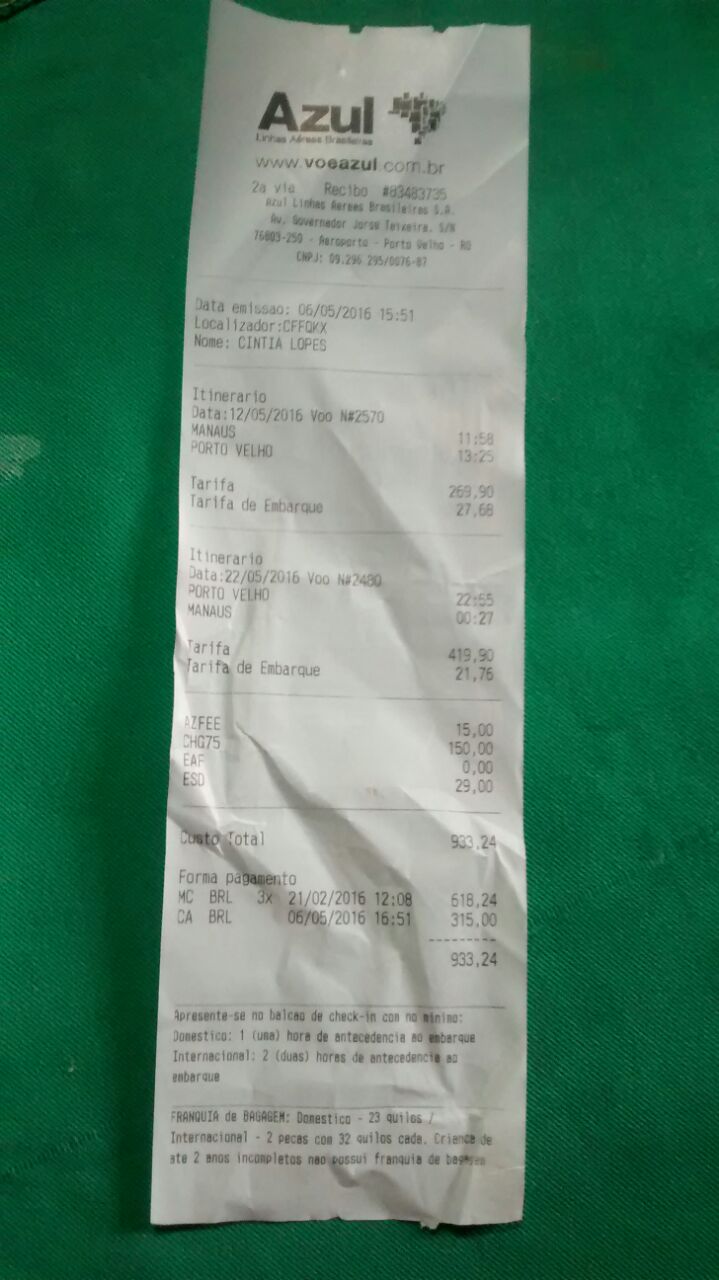 Azul
Linhas Aéreas Brasileiras
www.voeazul.com.br
2a via Recibo #83483735
Azul Linhas Aereas Brasileiras S.A.
Av. Governador Jorge Teixeira, S/N
76803-250 - Aeroporto - Porto Velho - RO
CNPJ: 09.296 295/0076-87
Data emissao: 06/05/2016 15:51
Localizador:CFFQKX
Nome: CINTIA LOPES
Itinerario
Data:12/05/2016 Voo N#2570
MANAUS 11:58
PORTO VELHO 13:25
Tarifa 269,90
Tarifa de Embarque 27,68
Itinerario
Data:22/05/2016 Voo N#2480
PORTO VELHO 22:55
MANAUS 00:27
Tarifa 419,90
Tarifa de Embarque 21,76
AZFEE 15,00
CHG75 150,00
EAF 0,00
ESD 29,00
Custo Total 933,24
Forma pagamento
MC BRL 3x 21/02/2016 12:08 618,24
CA BRL 06/05/2016 16:51 315,00
---------
933,24
Apresente-se no balcao de check-in com no minimo:
Domestico: 1 (uma) hora de antecedencia ao embarque
Internacional: 2 (duas) horas de antecedencia ao
embarque
FRANQUIA de BAGAGEM: Domestico - 23 quilos /
Internacional - 2 pecas com 32 quilos cada. Crianca de
ate 2 anos incompletos nao possui franquia de bagagem